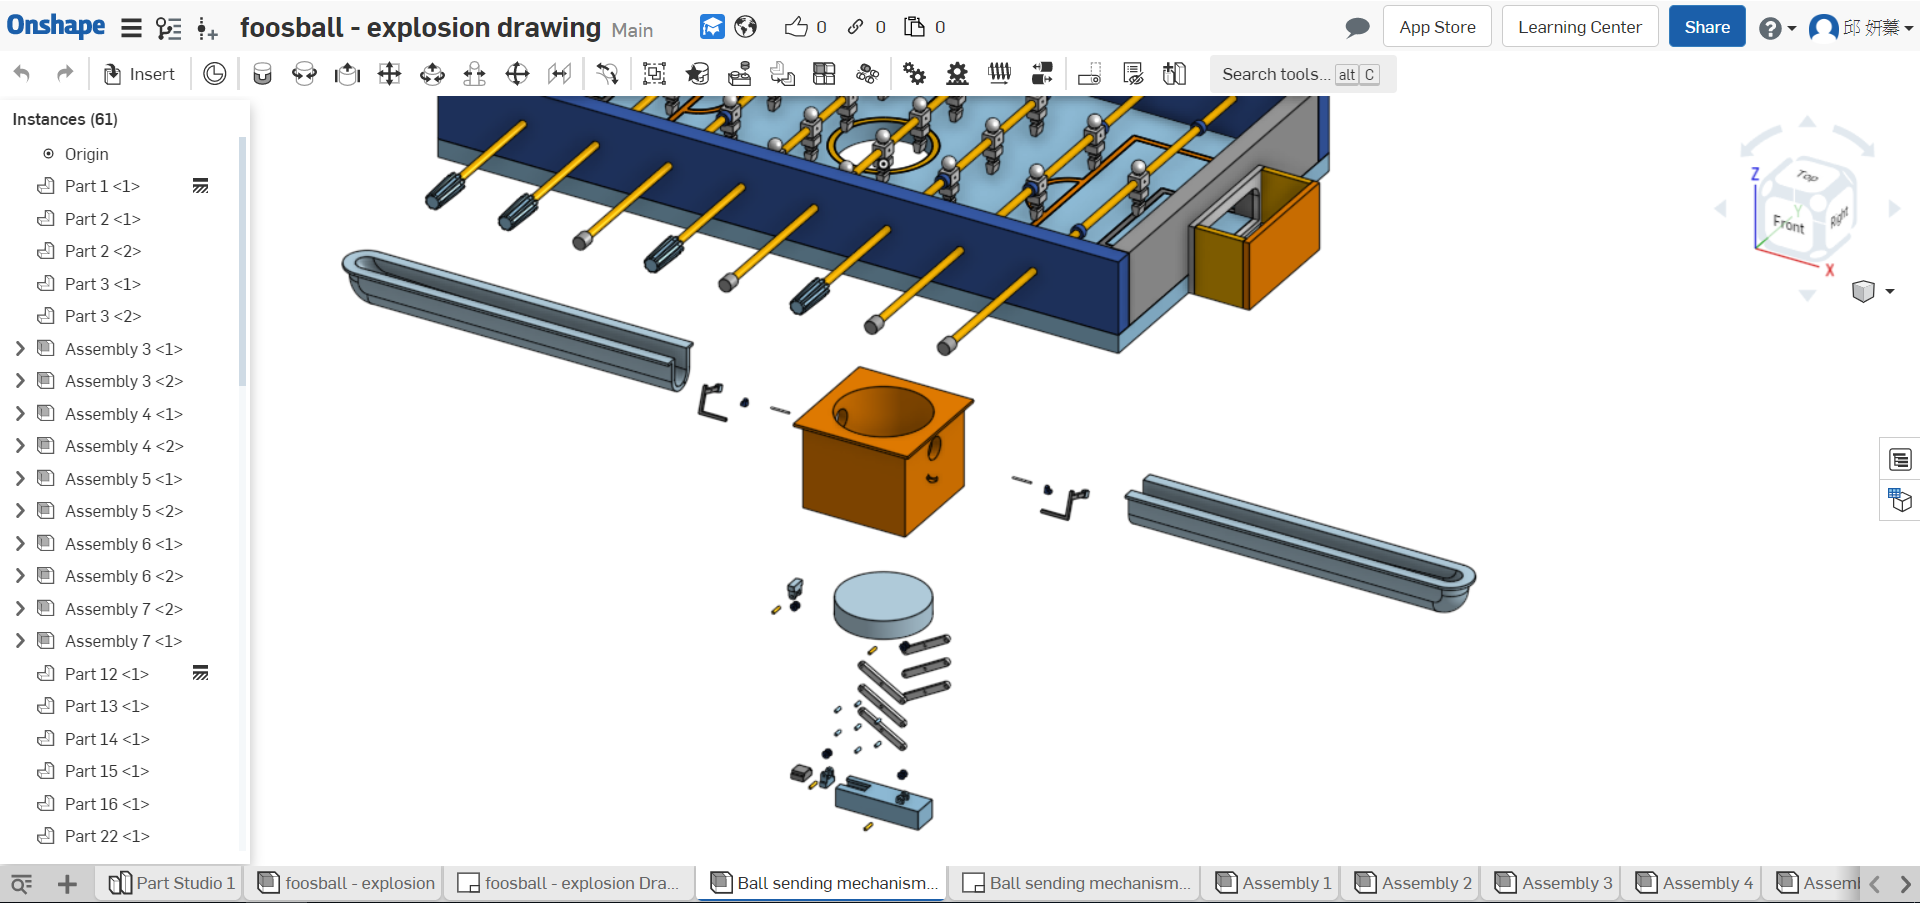 Onshape foosball - explosion drawing Main 0 0 0 App Store Learning Center Share ? 邱 妍蓁
Insert Search tools... alt C
Instances (61)
Origin
Part 1 <1>
Part 2 <1>
Part 2 <2>
Part 3 <1>
Part 3 <2>
Assembly 3 <1>
Assembly 3 <2>
Assembly 4 <1>
Assembly 4 <2>
Assembly 5 <1>
Assembly 5 <2>
Assembly 6 <1>
Assembly 6 <2>
Assembly 7 <2>
Assembly 7 <1>
Part 12 <1>
Part 13 <1>
Part 14 <1>
Part 15 <1>
Part 16 <1>
Part 22 <1>
Z
Top
Y
Front
Right
X
Part Studio 1 foosball - explosion foosball - explosion Dra... Ball sending mechanism... Ball sending mechanism... Assembly 1 Assembly 2 Assembly 3 Assembly 4 Assembl